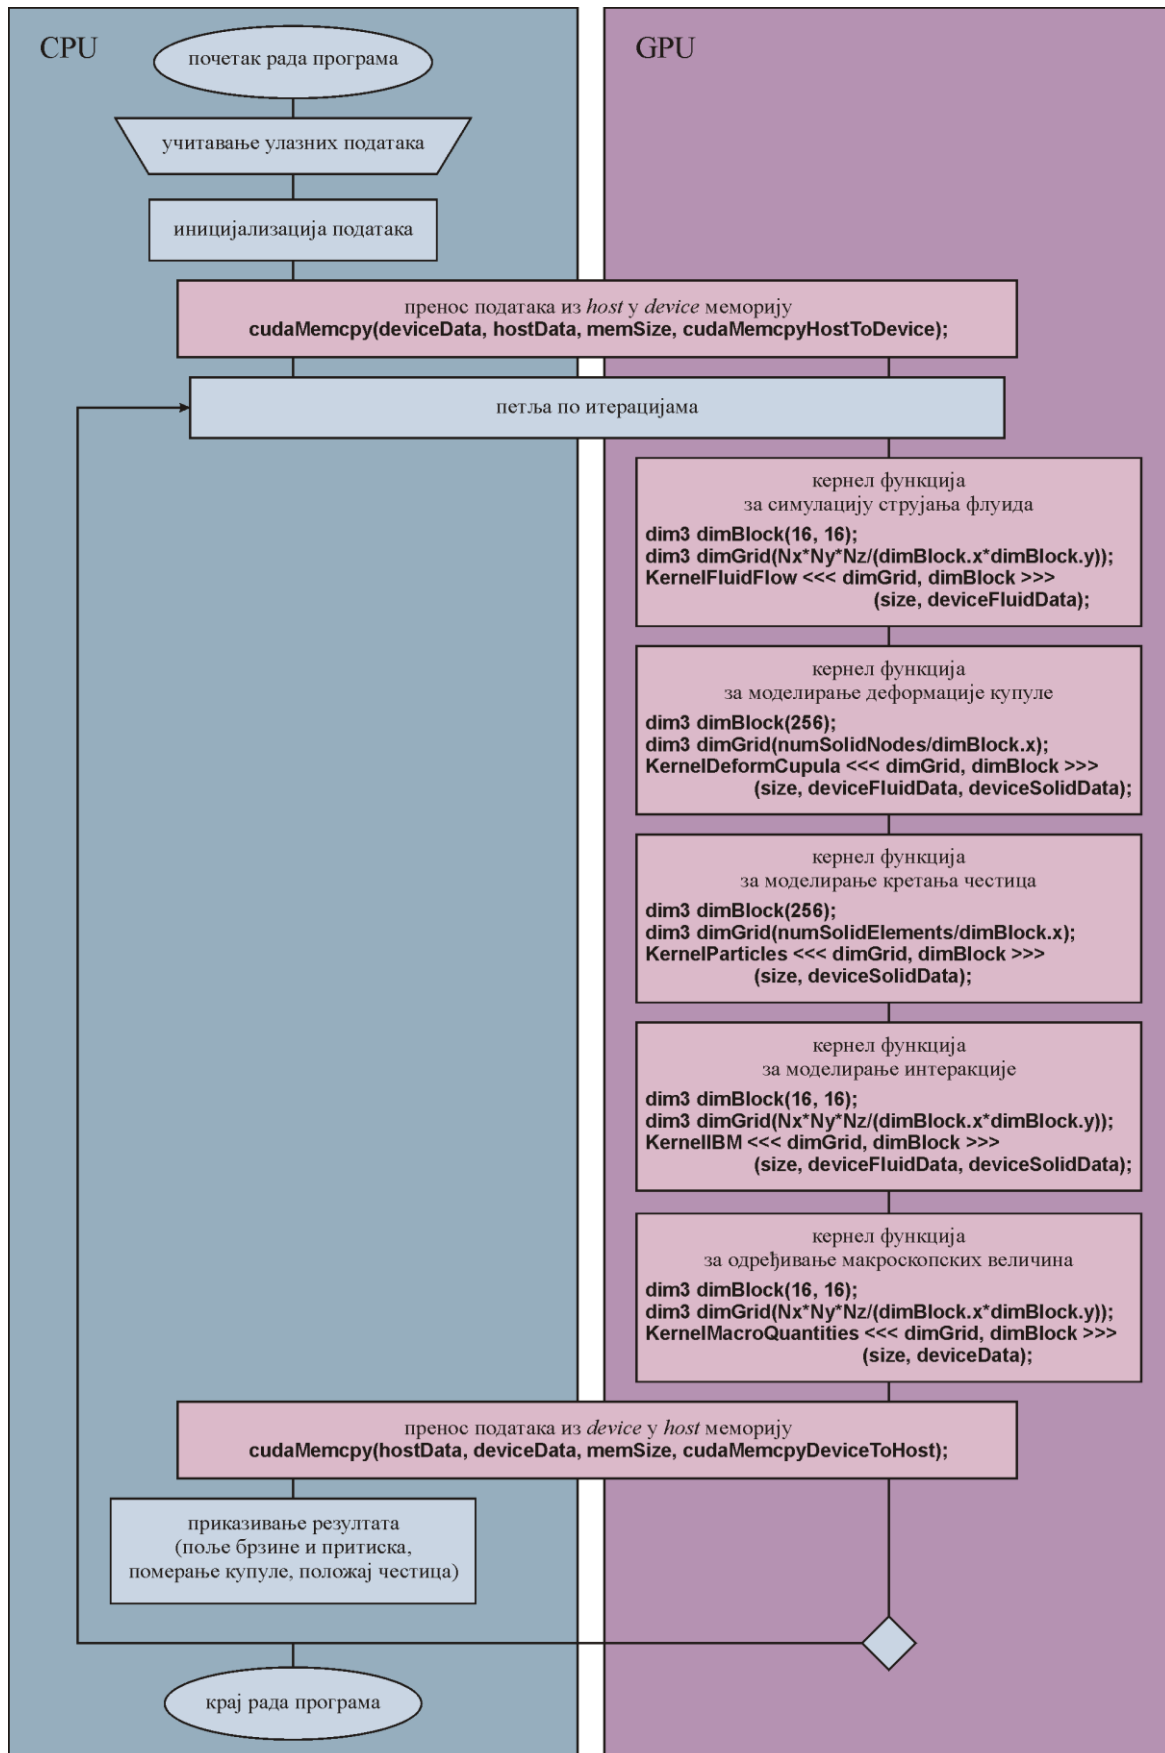 CPU
GPU
почетак рада програма
учитавање улазних података
иницијализација података
пренос података из host у device меморију
cudaMemcpy(deviceData, hostData, memSize, cudaMemcpyHostToDevice);
петља по итерацијама
кернел функција
за симулацију струјања флуида
dim3 dimBlock(16, 16);
dim3 dimGrid(Nx*Ny*Nz/(dimBlock.x*dimBlock.y));
KernelFluidFlow <<< dimGrid, dimBlock >>>
(size, deviceFluidData);
кернел функција
за моделирање деформације купуле
dim3 dimBlock(256);
dim3 dimGrid(numSolidNodes/dimBlock.x);
KernelDeformCupula <<< dimGrid, dimBlock >>>
(size, deviceFluidData, deviceSolidData);
кернел функција
за моделирање кретања честица
dim3 dimBlock(256);
dim3 dimGrid(numSolidElements/dimBlock.x);
KernelParticles <<< dimGrid, dimBlock >>>
(size, deviceSolidData);
кернел функција
за моделирање интеракције
dim3 dimBlock(16, 16);
dim3 dimGrid(Nx*Ny*Nz/(dimBlock.x*dimBlock.y));
KernelIBM <<< dimGrid, dimBlock >>>
(size, deviceFluidData, deviceSolidData);
кернел функција
за одређивање макроскопских величина
dim3 dimBlock(16, 16);
dim3 dimGrid(Nx*Ny*Nz/(dimBlock.x*dimBlock.y));
KernelMacroQuantities <<< dimGrid, dimBlock >>>
(size, deviceData);
пренос података из device у host меморију
cudaMemcpy(hostData, deviceData, memSize, cudaMemcpyDeviceToHost);
приказивање резултата
(поље брзине и притиска,
померање купуле, положај честица)
крај рада програма